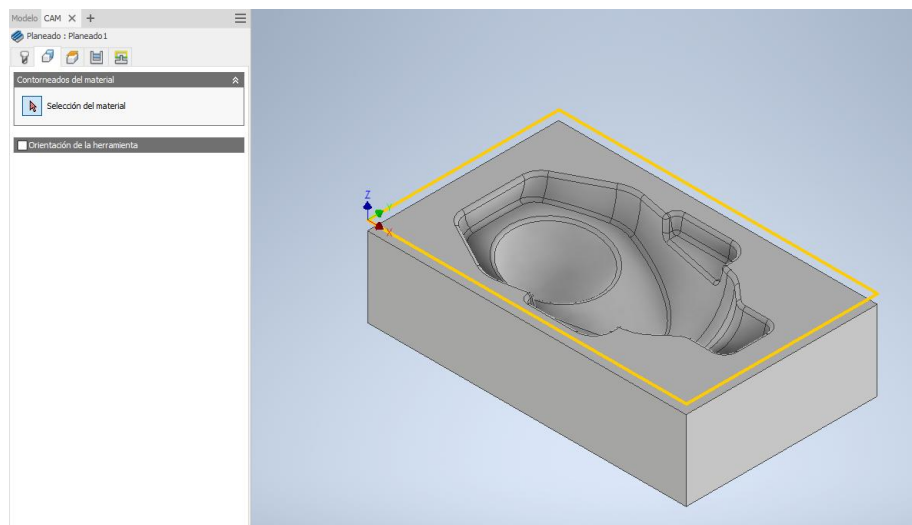 Modelo CAM × +
Planeado : Planeado1
Contorneados del material
Selección del material
Orientación de la herramienta
Z
Y
X